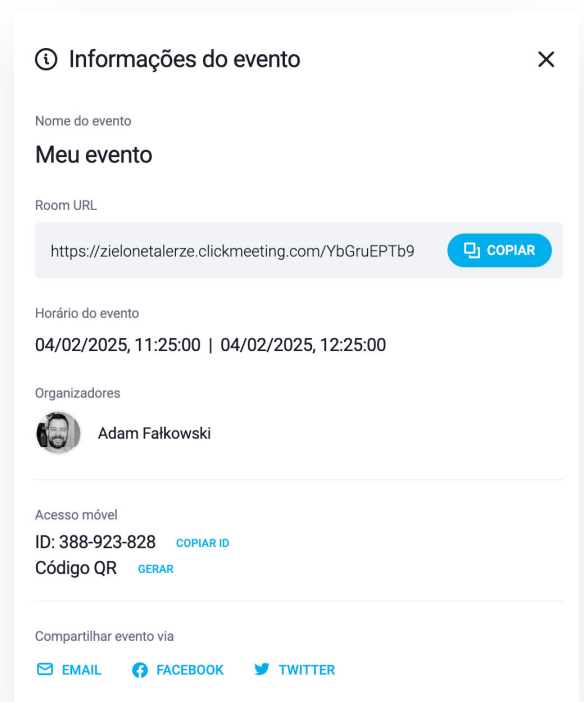 Informações do evento
Nome do evento
Meu evento
Room URL
https://zielonetalerze.clickmeeting.com/YbGruEPTb9 COPIAR
Horário do evento
04/02/2025, 11:25:00 | 04/02/2025, 12:25:00
Organizadores
Adam Fałkowski
Acesso móvel
ID: 388-923-828 COPIAR ID
Código QR GERAR
Compartilhar evento via
EMAIL FACEBOOK TWITTER